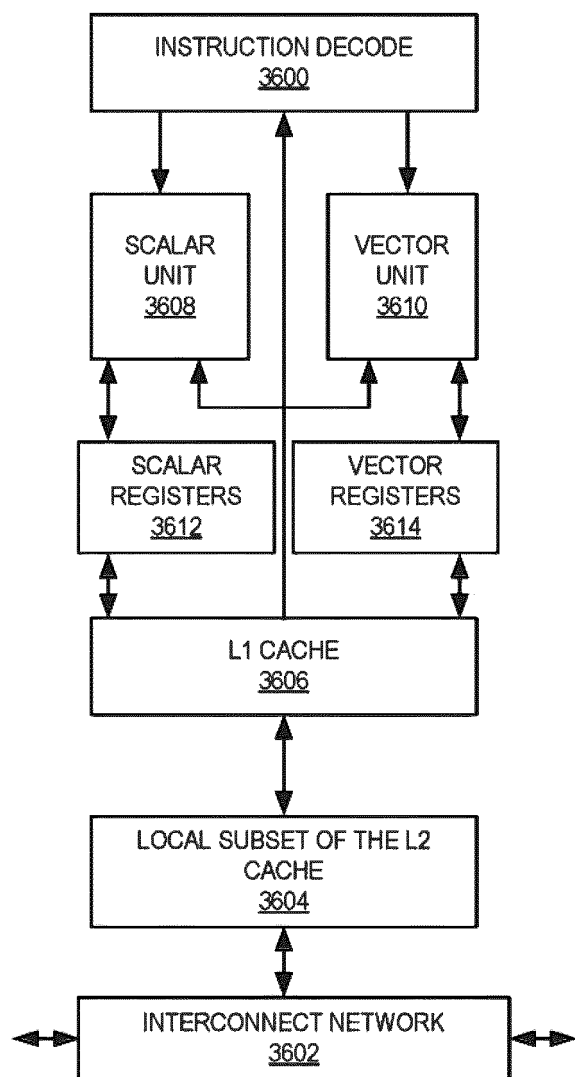 INSTRUCTION DECODE
3600
SCALAR
UNIT
3608
VECTOR
UNIT
3610
SCALAR
REGISTERS
3612
VECTOR
REGISTERS
3614
L1 CACHE
3606
LOCAL SUBSET OF THE L2
CACHE
3604
INTERCONNECT NETWORK
3602